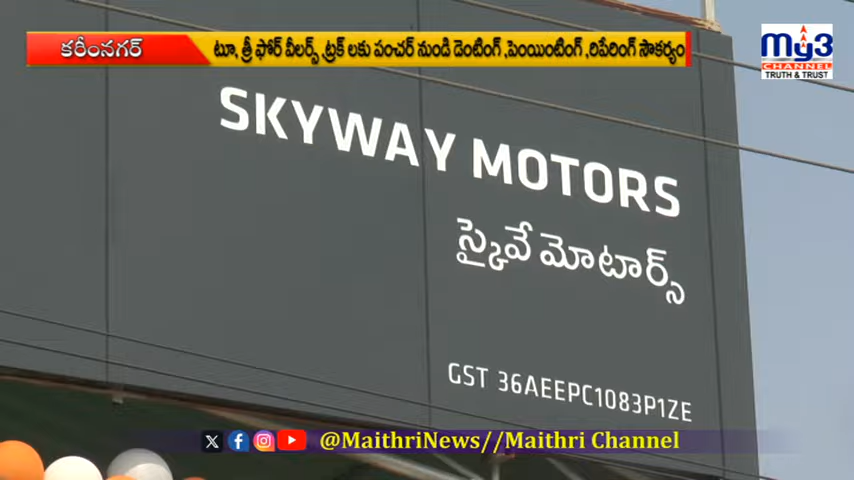 కరీంనగర్
టూ, త్రీ ఫోర్ వీలర్స్ ,ట్రక్ లకు పంచర్ నుండి డెంటింగ్ ,పెయింటింగ్ ,రిపేరింగ్ సౌకర్యం
my3
CHANNEL
TRUTH & TRUST
SKYWAY MOTORS
స్కైవే మోటార్స్
GST 36AEEPC1083P1ZE
@MaithriNews//Maithri Channel